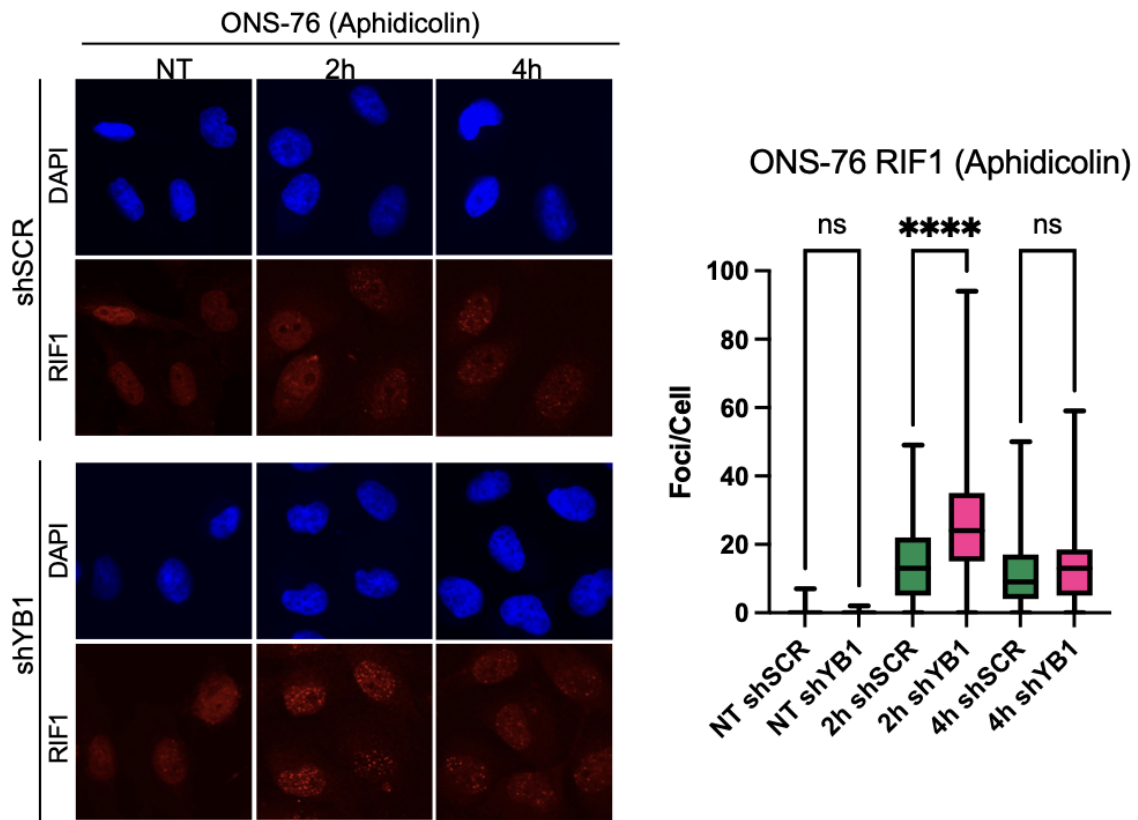 ONS-76 (Aphidicolin)
NT 2h 4h
shSCR
DAPI
RIF1
shYB1
DAPI
RIF1
ONS-76 RIF1 (Aphidicolin)
ns **** ns
Foci/Cell
100
80
60
40
20
0
NT shSCR
NT shYB1
2h shSCR
2h shYB1
4h shSCR
4h shYB1